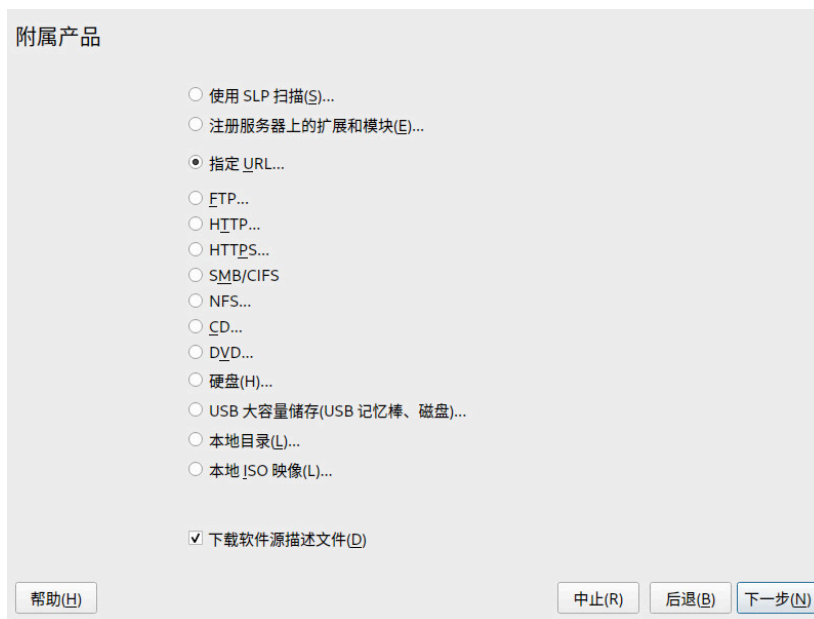 附属产品
使用 SLP 扫描(S)...
注册服务器上的扩展和模块(E)...
指定 URL...
FTP...
HTTP...
HTTPS...
SMB/CIFS
NFS...
CD...
DVD...
硬盘(H)...
USB 大容量储存(USB 记忆棒、磁盘)...
本地目录(L)...
本地 ISO 映像(L)...
下载软件源描述文件(D)
帮助(H) 中止(R) 后退(B) 下一步(N)